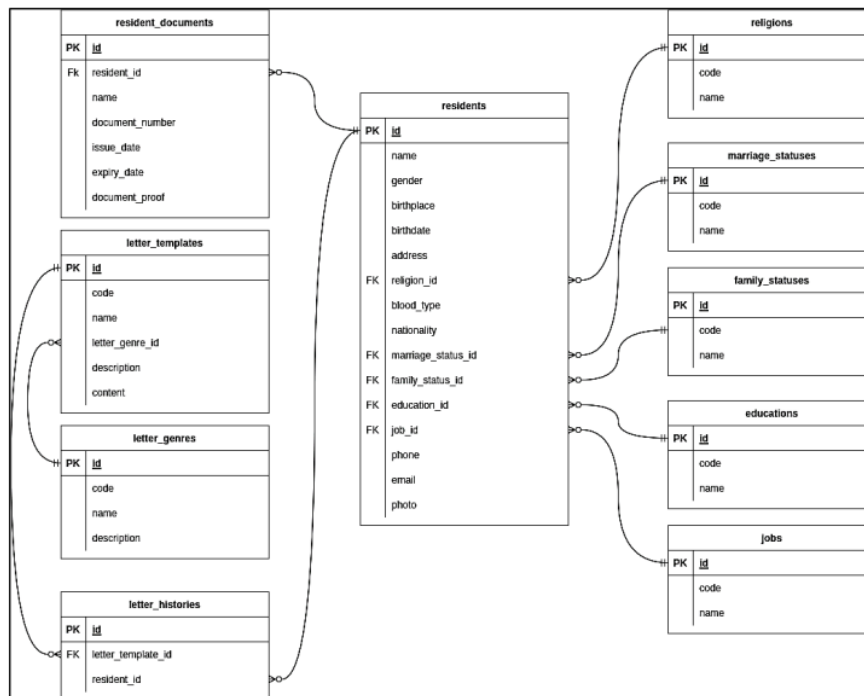 resident_documents
PK id
Fk resident_id
name
document_number
issue_date
expiry_date
document_proof
letter_templates
PK id
code
name
letter_genre_id
description
content
letter_genres
PK id
code
name
description
letter_histories
PK id
FK letter_template_id
resident_id
residents
PK id
name
gender
birthplace
birthdate
address
FK religion_id
blood_type
nationality
FK marriage_status_id
FK family_status_id
FK education_id
FK job_id
phone
email
photo
religions
PK id
code
name
marriage_statuses
PK id
code
name
family_statuses
PK id
code
name
educations
PK id
code
name
jobs
PK id
code
name